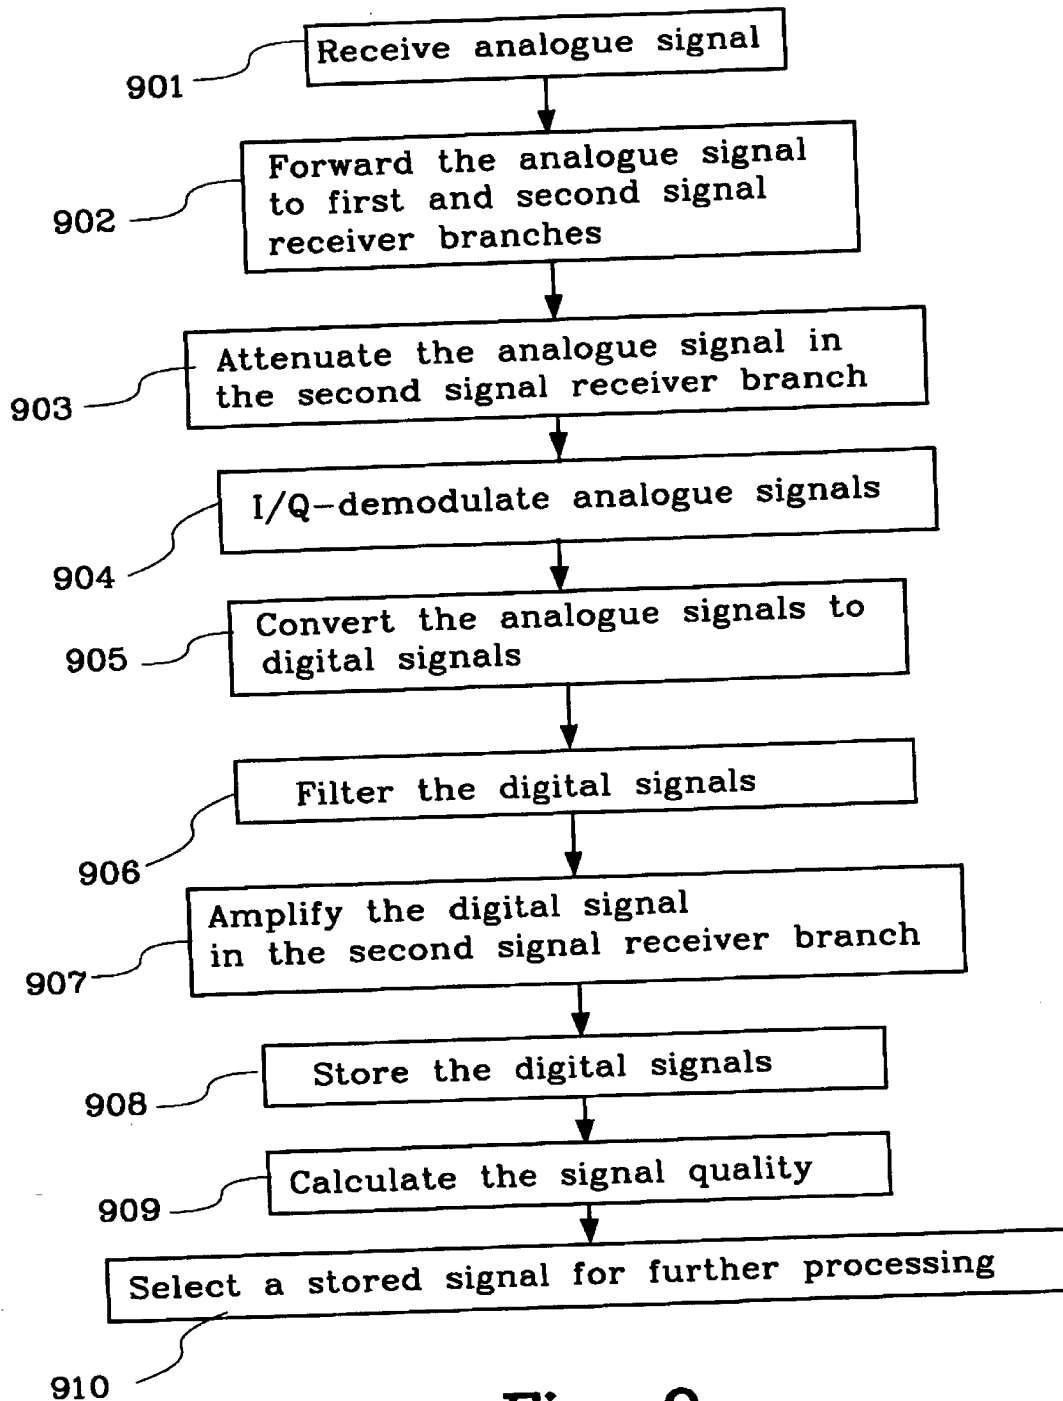 901
Receive analogue signal
902
Forward the analogue signal
to first and second signal
receiver branches
903
Attenuate the analogue signal in
the second signal receiver branch
904
I/Q-demodulate analogue signals
905
Convert the analogue signals to
digital signals
906
Filter the digital signals
907
Amplify the digital signal
in the second signal receiver branch
908
Store the digital signals
909
Calculate the signal quality
910
Select a stored signal for further processing